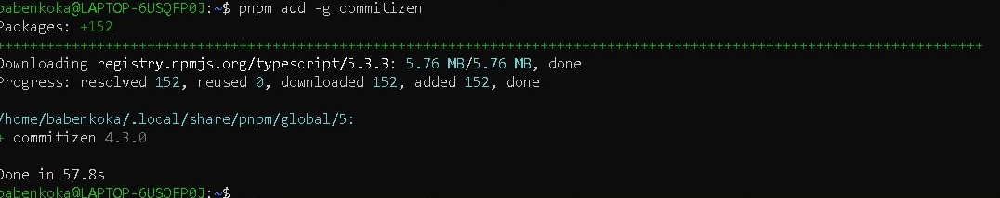 babenkoka@LAPTOP-6USQFP0J:~$ pnpm add -g commitizen
Packages: +152
++++++++++++++++++++++++++++++++++++++++++++++++++++++++++++++++++++++++++++++++++++++++++++++++++++++++++++++++++++++++++++++++++++
Downloading registry.npmjs.org/typescript/5.3.3: 5.76 MB/5.76 MB, done
Progress: resolved 152, reused 0, downloaded 152, added 152, done
/home/babenkoka/.local/share/pnpm/global/5:
+ commitizen 4.3.0
Done in 57.8s
babenkoka@LAPTOP-6USQFP0J:~$